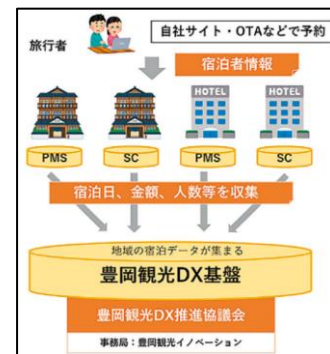 旅行者
自社サイト・OTAなどで予約
宿泊者情報
HOTEL
HOTEL
PMS
SC
PMS
SC
宿泊日、金額、人数等を収集
地域の宿泊データが集まる
豊岡観光DX基盤
豊岡観光DX推進協議会
事務局：豊岡観光イノベーション